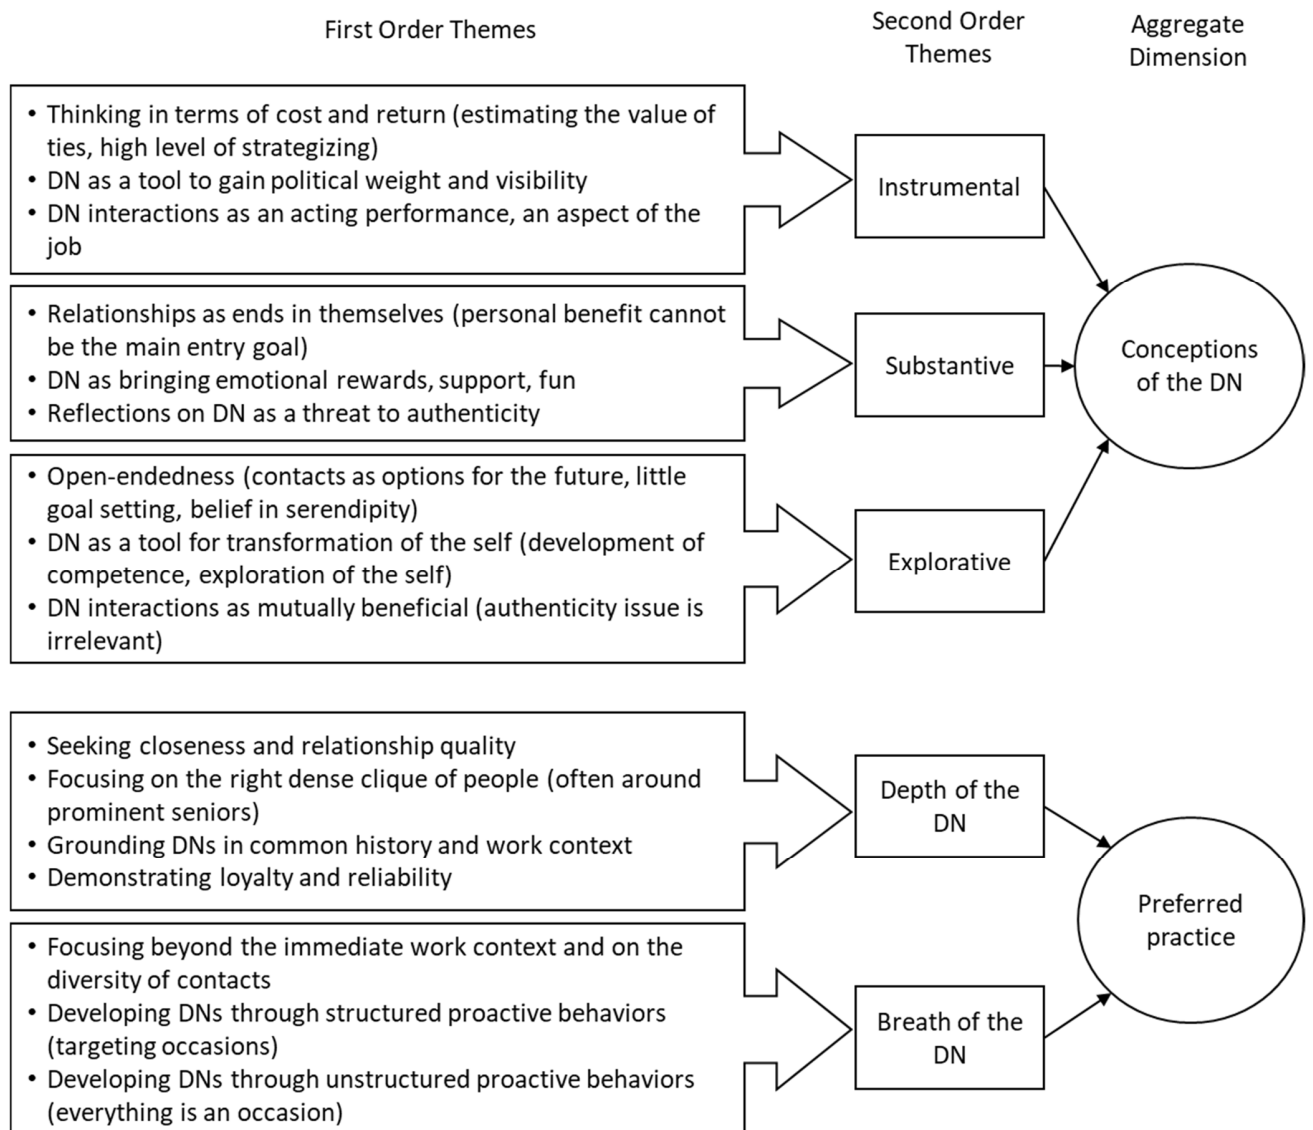 First Order Themes
Second Order
Themes
Aggregate
Dimension
• Thinking in terms of cost and return (estimating the value of
ties, high level of strategizing)
• DN as a tool to gain political weight and visibility
• DN interactions as an acting performance, an aspect of the
job
Instrumental
• Relationships as ends in themselves (personal benefit cannot
be the main entry goal)
• DN as bringing emotional rewards, support, fun
• Reflections on DN as a threat to authenticity
Substantive
Conceptions
of the DN
• Open-endedness (contacts as options for the future, little
goal setting, belief in serendipity)
• DN as a tool for transformation of the self (development of
competence, exploration of the self)
• DN interactions as mutually beneficial (authenticity issue is
irrelevant)
Explorative
• Seeking closeness and relationship quality
• Focusing on the right dense clique of people (often around
prominent seniors)
• Grounding DNs in common history and work context
• Demonstrating loyalty and reliability
Depth of the
DN
Preferred
practice
• Focusing beyond the immediate work context and on the
diversity of contacts
• Developing DNs through structured proactive behaviors
(targeting occasions)
• Developing DNs through unstructured proactive behaviors
(everything is an occasion)
Breath of the
DN